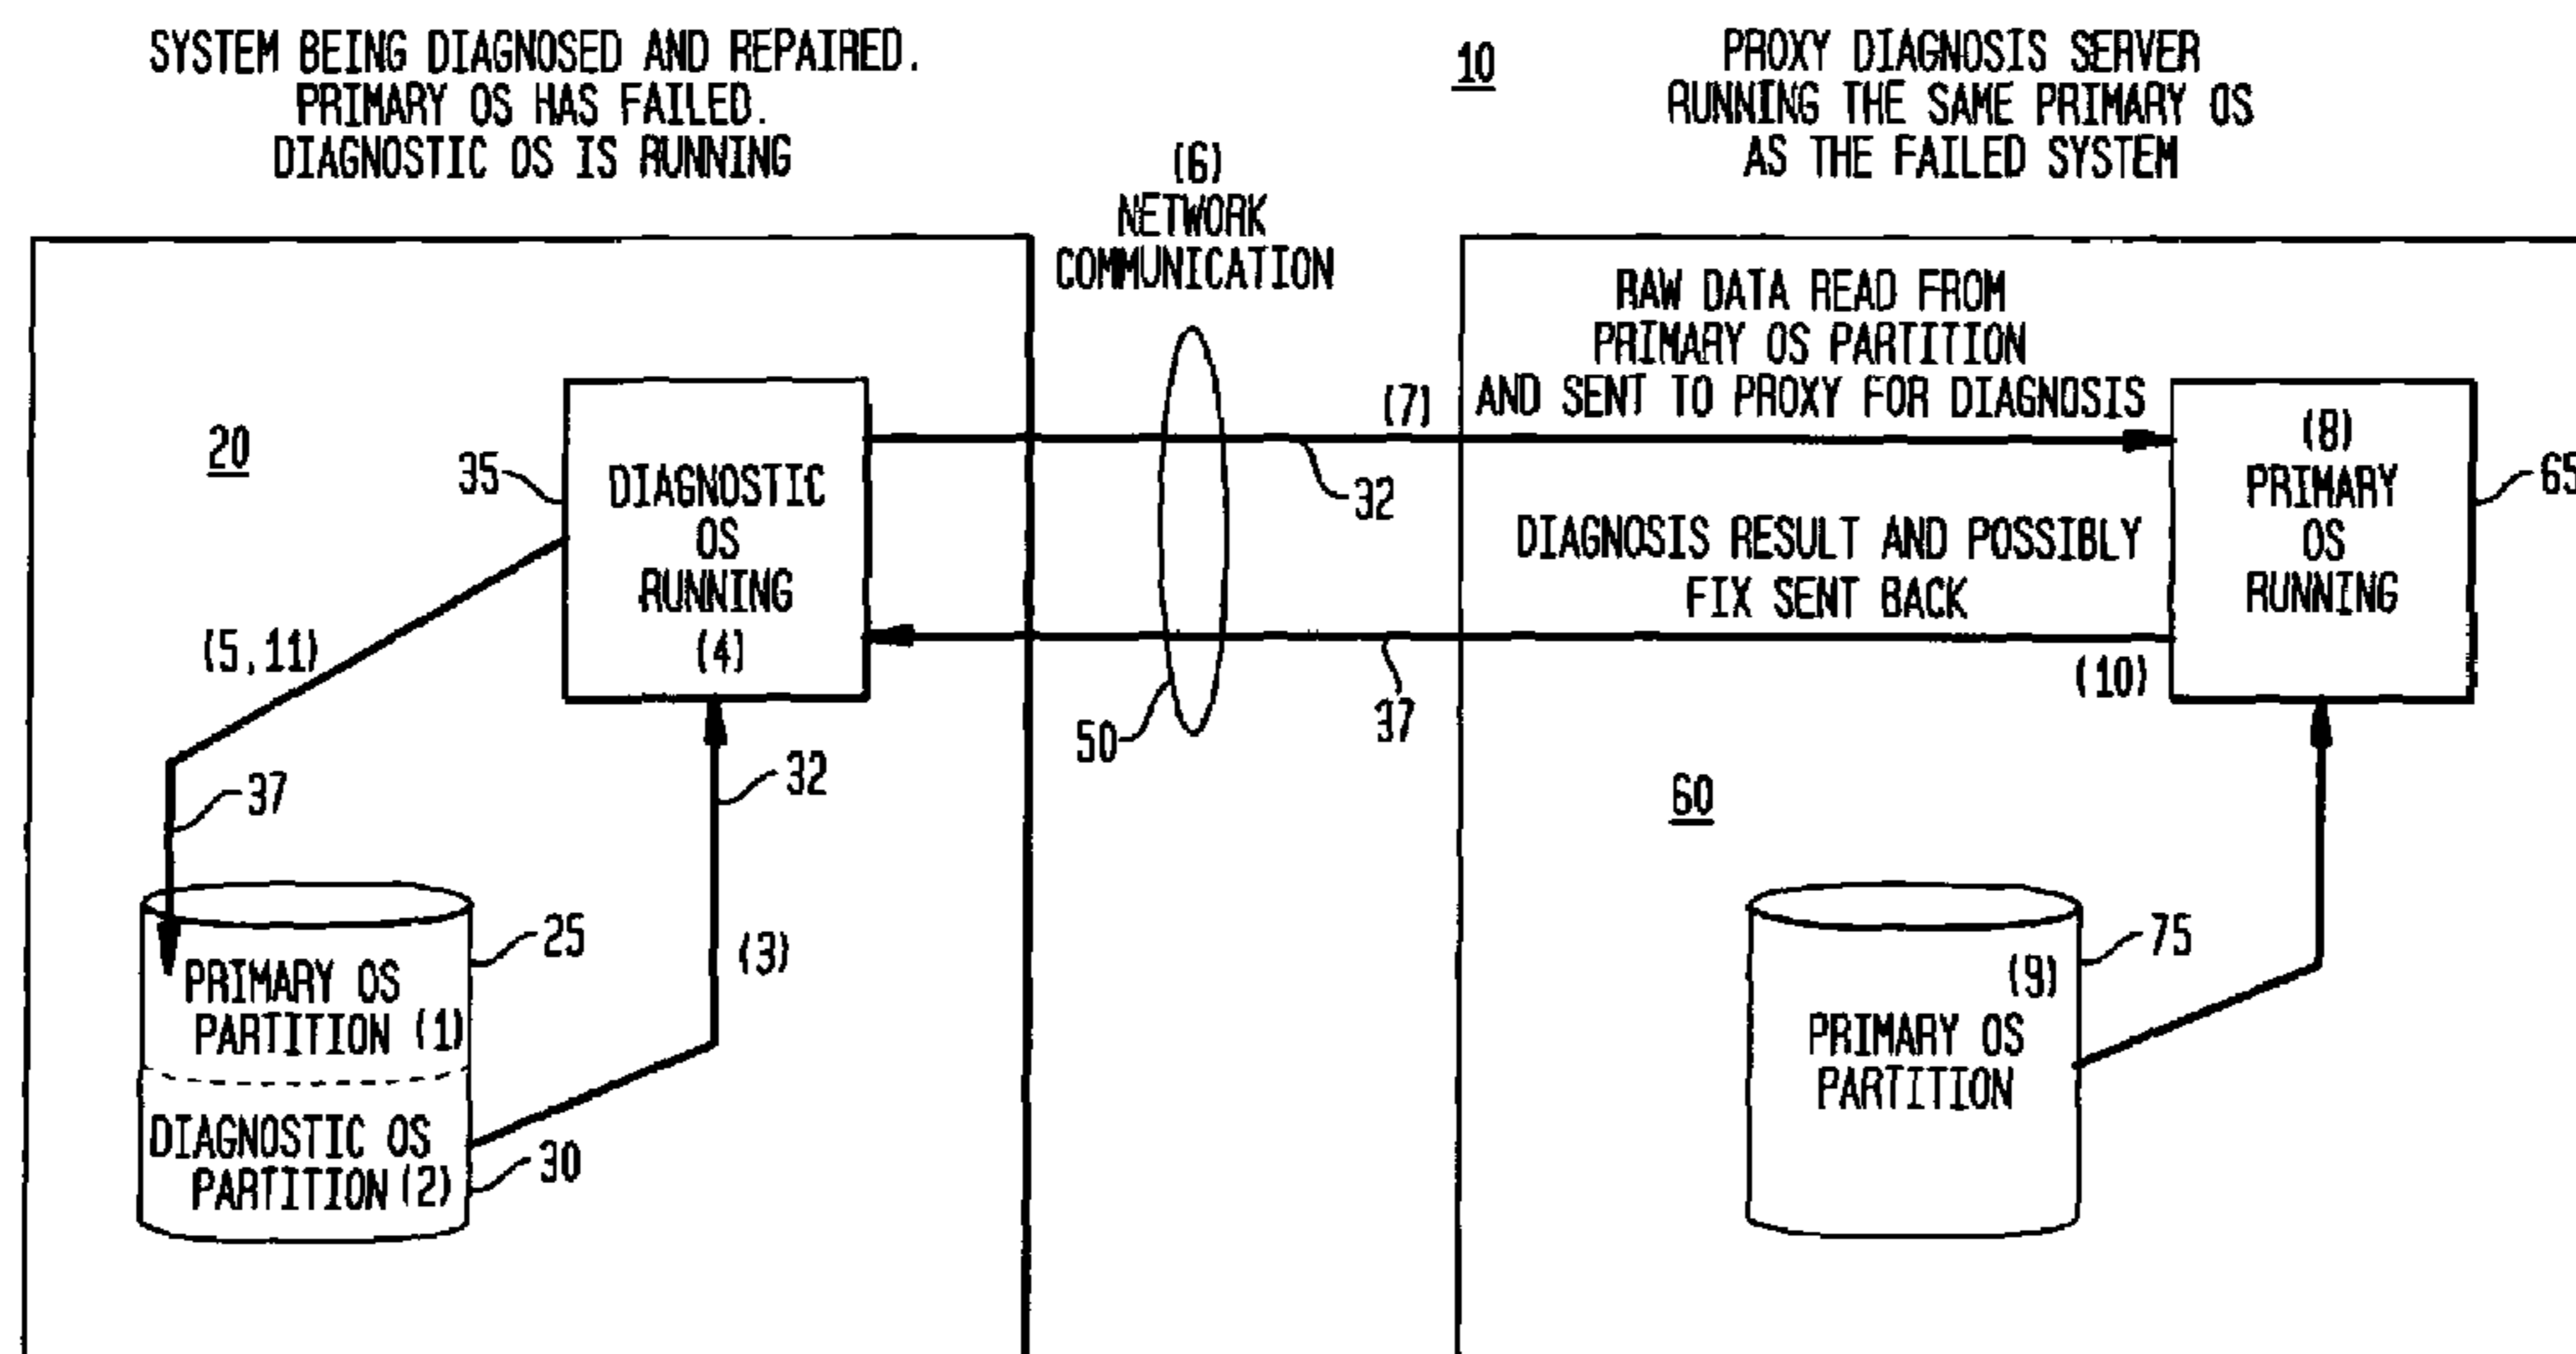 SYSTEM BEING DIAGNOSED AND REPAIRED.
PRIMARY OS HAS FAILED.
DIAGNOSTIC OS IS RUNNING
10
PROXY DIAGNOSIS SERVER
RUNNING THE SAME PRIMARY OS
AS THE FAILED SYSTEM
(6)
NETWORK
COMMUNICATION
20
35
DIAGNOSTIC
OS
RUNNING
(4)
(5,11)
37
32
(3)
25
PRIMARY OS
PARTITION (1)
DIAGNOSTIC OS
PARTITION (2)
30
50
(7)
32
37
RAW DATA READ FROM
PRIMARY OS PARTITION
AND SENT TO PROXY FOR DIAGNOSIS
DIAGNOSIS RESULT AND POSSIBLY
FIX SENT BACK
(10)
(8)
PRIMARY
OS
RUNNING
65
60
75
(9)
PRIMARY OS
PARTITION